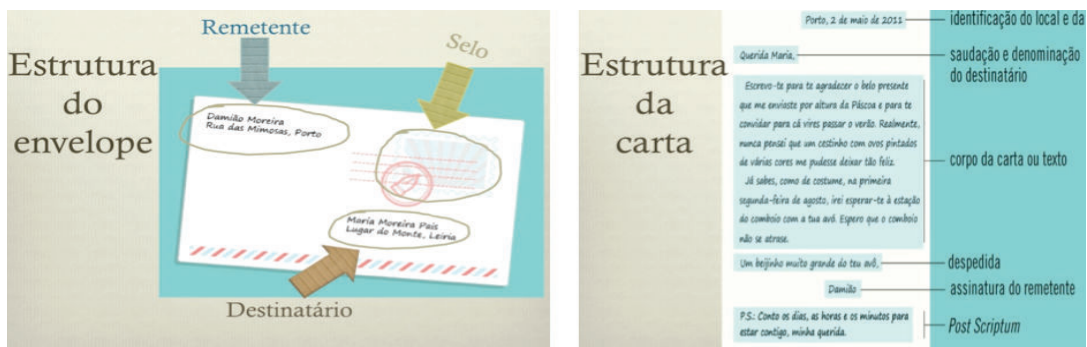 Estrutura
do
envelope
Remetente
Selo
Damião Moreira
Rua das Mimosas, Porto
Maria Moreira Pais
Lugar do Monte, Leiria
Destinatário
Estrutura
da
carta
Porto, 2 de maio de 2011
identificação do local e da
Querida Maria,
saudação e denominação
do destinatário
Escrevo-te para te agradecer o belo presente
que me enviaste por altura da Páscoa e para te
convidar para cá vires passar o verão. Realmente,
nunca pensei que um cestinho com ovos pintados
de várias cores me pudesse deixar tão feliz.
Já sabes, como de costume, na primeira
segunda-feira de agosto, irei esperar-te à estação
do comboio com a tua avó. Espero que o comboio
não se atrase.
corpo da carta ou texto
Um beijinho muito grande do teu avô,
despedida
Damião
assinatura do remetente
P.S.: Conto os dias, as horas e os minutos para
estar contigo, minha querida.
Post Scriptum